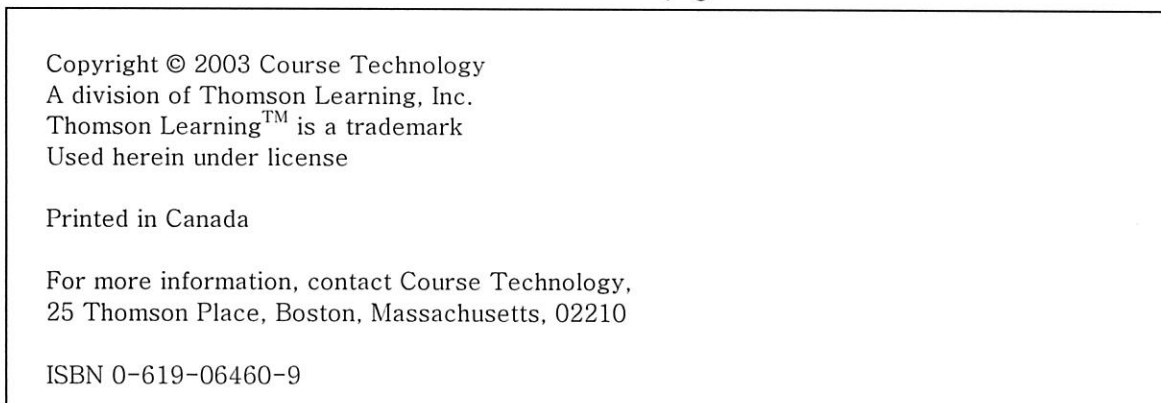 Copyright © 2003 Course Technology
A division of Thomson Learning, Inc.
Thomson Learning™ is a trademark
Used herein under license
Printed in Canada
For more information, contact Course Technology,
25 Thomson Place, Boston, Massachusetts, 02210
ISBN 0-619-06460-9